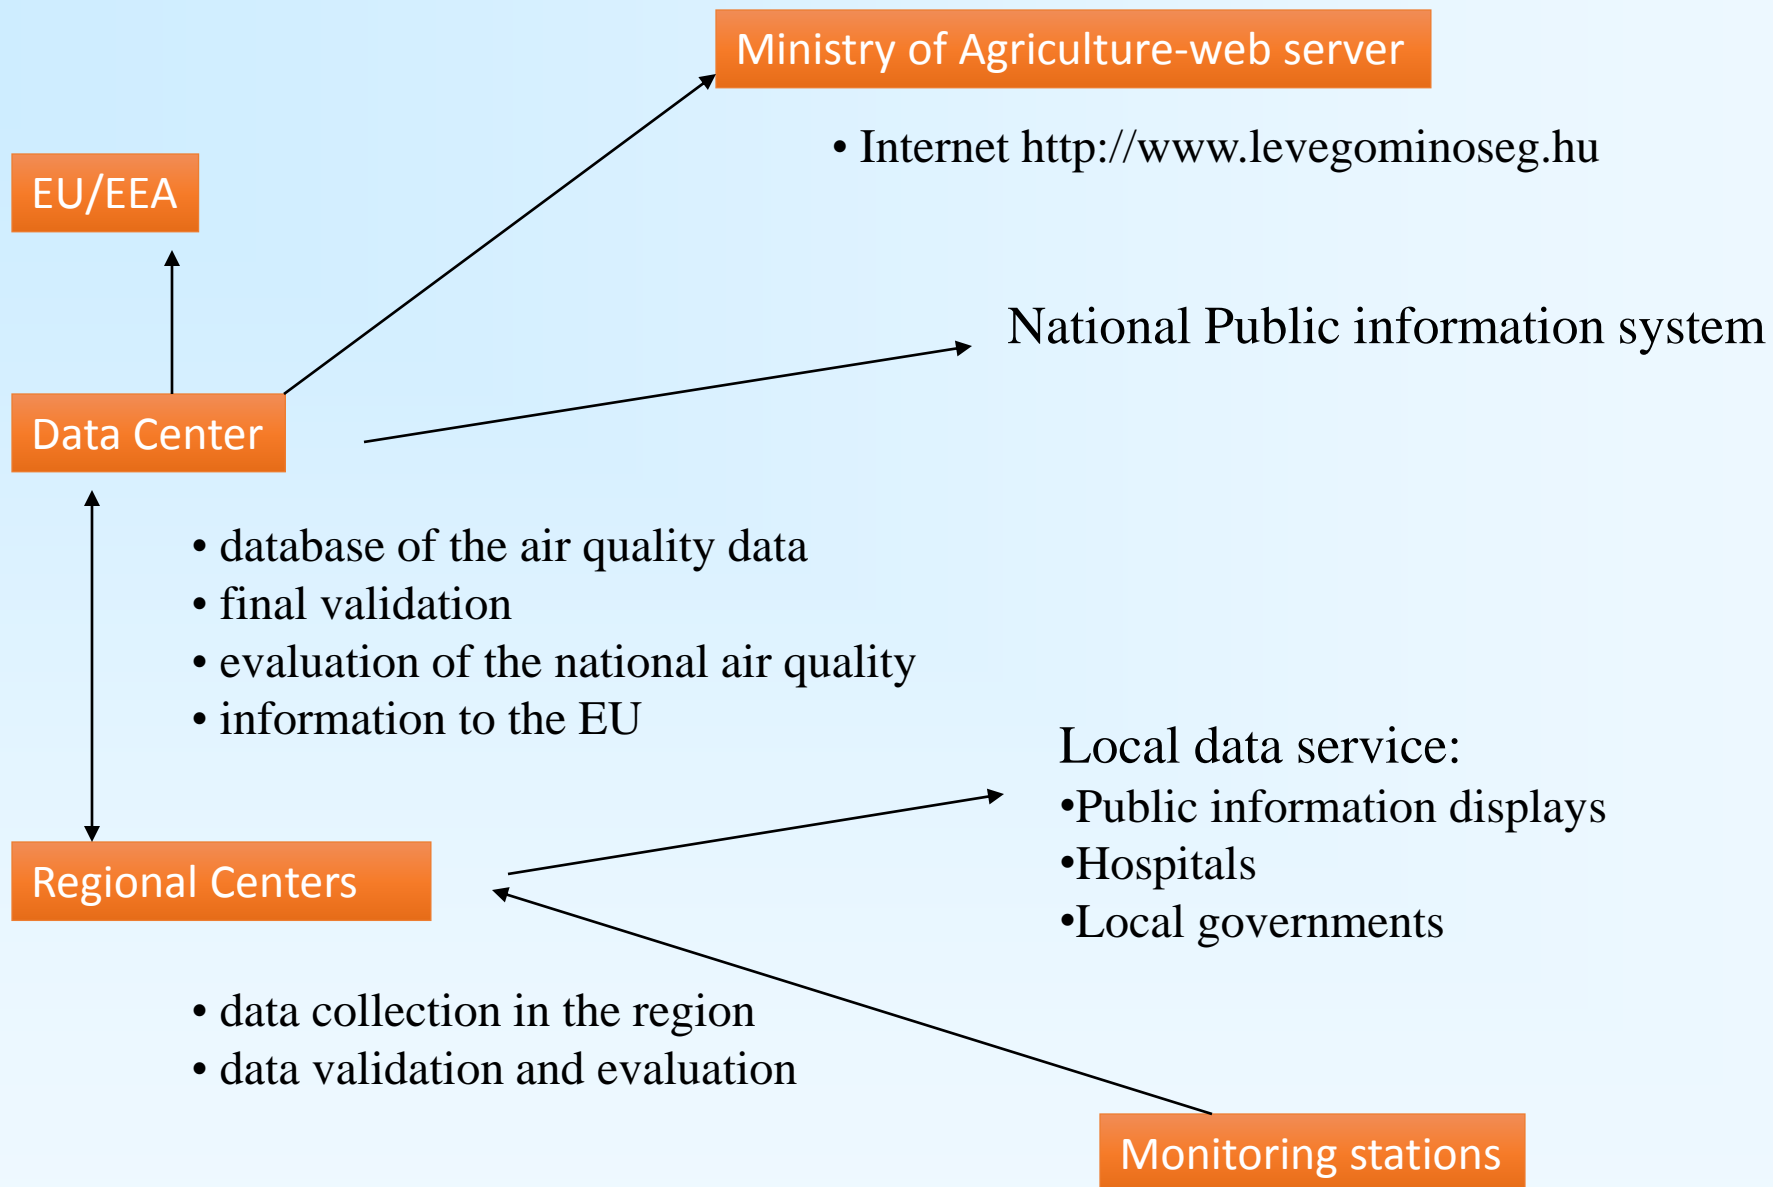 Ministry of Agriculture-web server
• Internet http://www.levegominoseg.hu
EU/EEA
National Public information system
Data Center
• database of the air quality data
• final validation
• evaluation of the national air quality
• information to the EU
Local data service:
•Public information displays
•Hospitals
•Local governments
Regional Centers
• data collection in the region
• data validation and evaluation
Monitoring stations